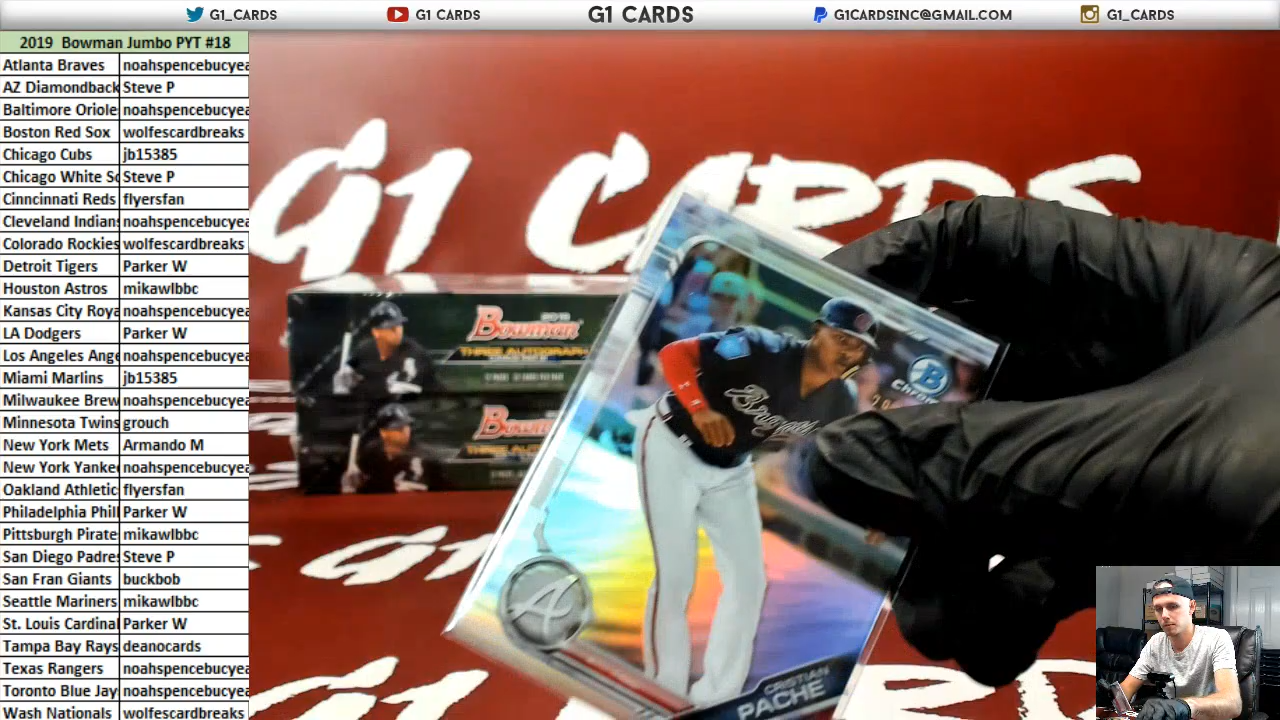 G1_CARDS
G1 CARDS
G1 CARDS
G1CARDSINC@GMAIL.COM
G1_CARDS
2019 Bowman Jumbo PYT #18
Atlanta Braves noahspencebucyea
AZ Diamondback Steve P
Baltimore Oriole noahspencebucyea
Boston Red Sox wolfescardbreaks
Chicago Cubs jb15385
Chicago White So Steve P
Cinncinnati Reds flyersfan
Cleveland Indians noahspencebucyea
Colorado Rockies wolfescardbreaks
Detroit Tigers Parker W
Houston Astros mikawlbbc
Kansas City Roya noahspencebucyea
LA Dodgers Parker W
Los Angeles Ange noahspencebucyea
Miami Marlins jb15385
Milwaukee Brew noahspencebucyea
Minnesota Twins grouch
New York Mets Armando M
New York Yankee noahspencebucyea
Oakland Athletic flyersfan
Philadelphia Phill Parker W
Pittsburgh Pirate mikawlbbc
San Diego Padre Steve P
San Fran Giants buckbob
Seattle Mariners mikawlbbc
St. Louis Cardinal Parker W
Tampa Bay Rays deanocards
Texas Rangers noahspencebucyea
Toronto Blue Jay noahspencebucyea
Wash Nationals wolfescardbreaks
G1 CARDS
Bowman
THREE AUTOGRAPH
Bowman
B
Chrom
Braves
A
CRISTIAN
PACHE